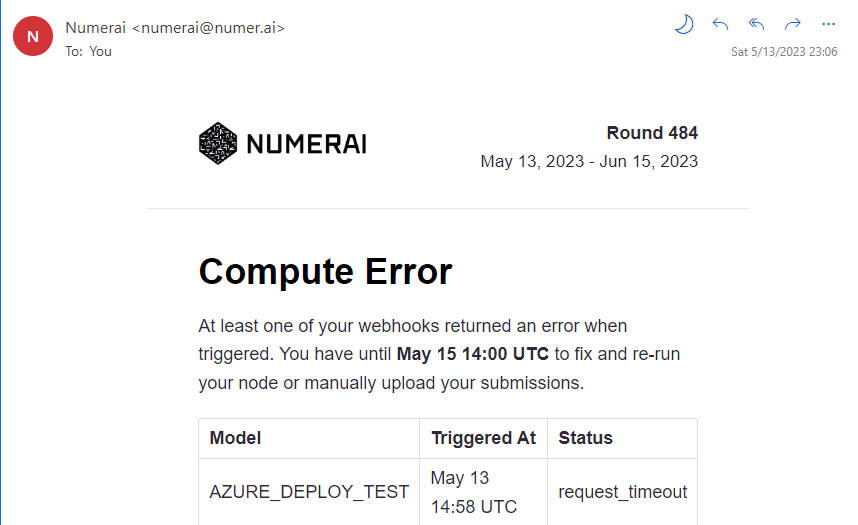 N
Numerai <numerai@numer.ai>
To: You
Sat 5/13/2023 23:06
NUMERAI
Round 484
May 13, 2023 - Jun 15, 2023
Compute Error
At least one of your webhooks returned an error when
triggered. You have until May 15 14:00 UTC to fix and re-run
your node or manually upload your submissions.
Model Triggered At Status
AZURE_DEPLOY_TEST May 13 14:58 UTC request_timeout